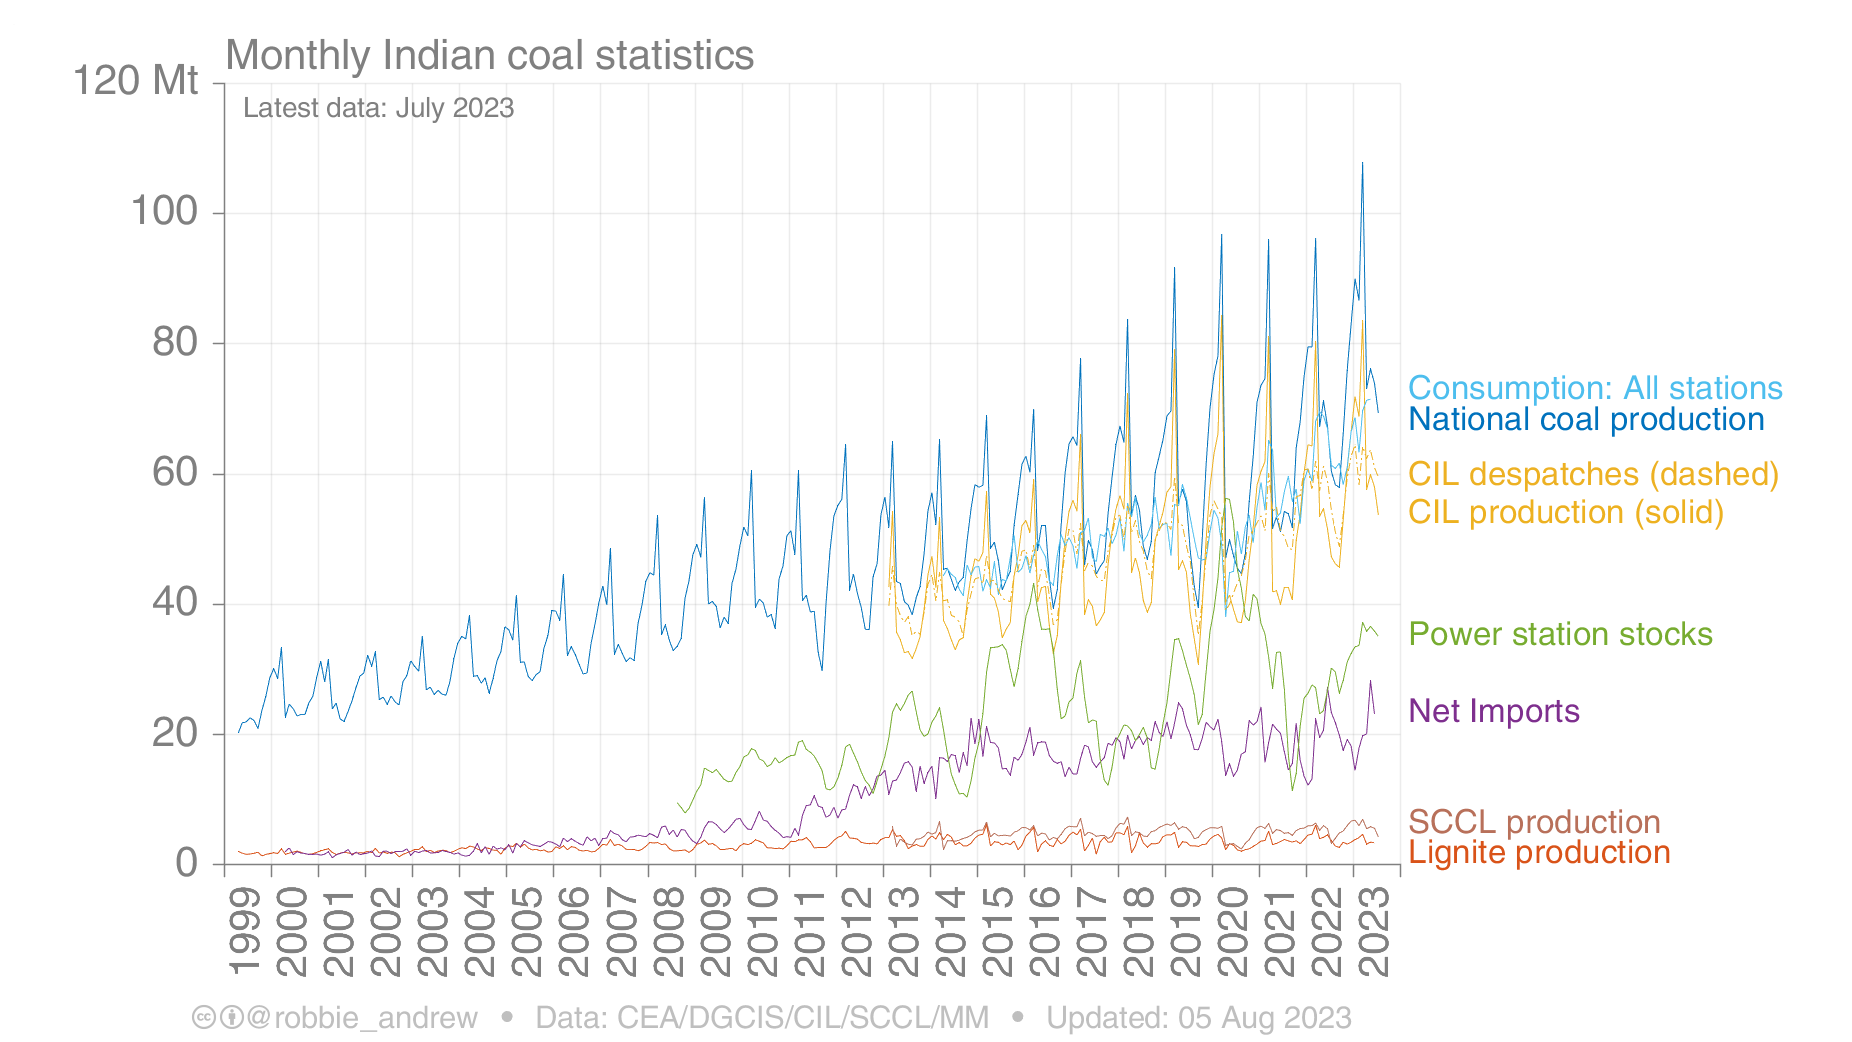 Monthly Indian coal statistics
120 Mt
Latest data: July 2023
100
80
60
40
20
0
Consumption: All stations
National coal production
CIL despatches (dashed)
CIL production (solid)
Power station stocks
Net Imports
SCCL production
Lignite production
1999
2000
2001
2002
2003
2004
2005
2006
2007
2008
2009
2010
2011
2012
2013
2014
2015
2016
2017
2018
2019
2020
2021
2022
2023
@robbie_andrew • Data: CEA/DGCIS/CIL/SCCL/MM • Updated: 05 Aug 2023